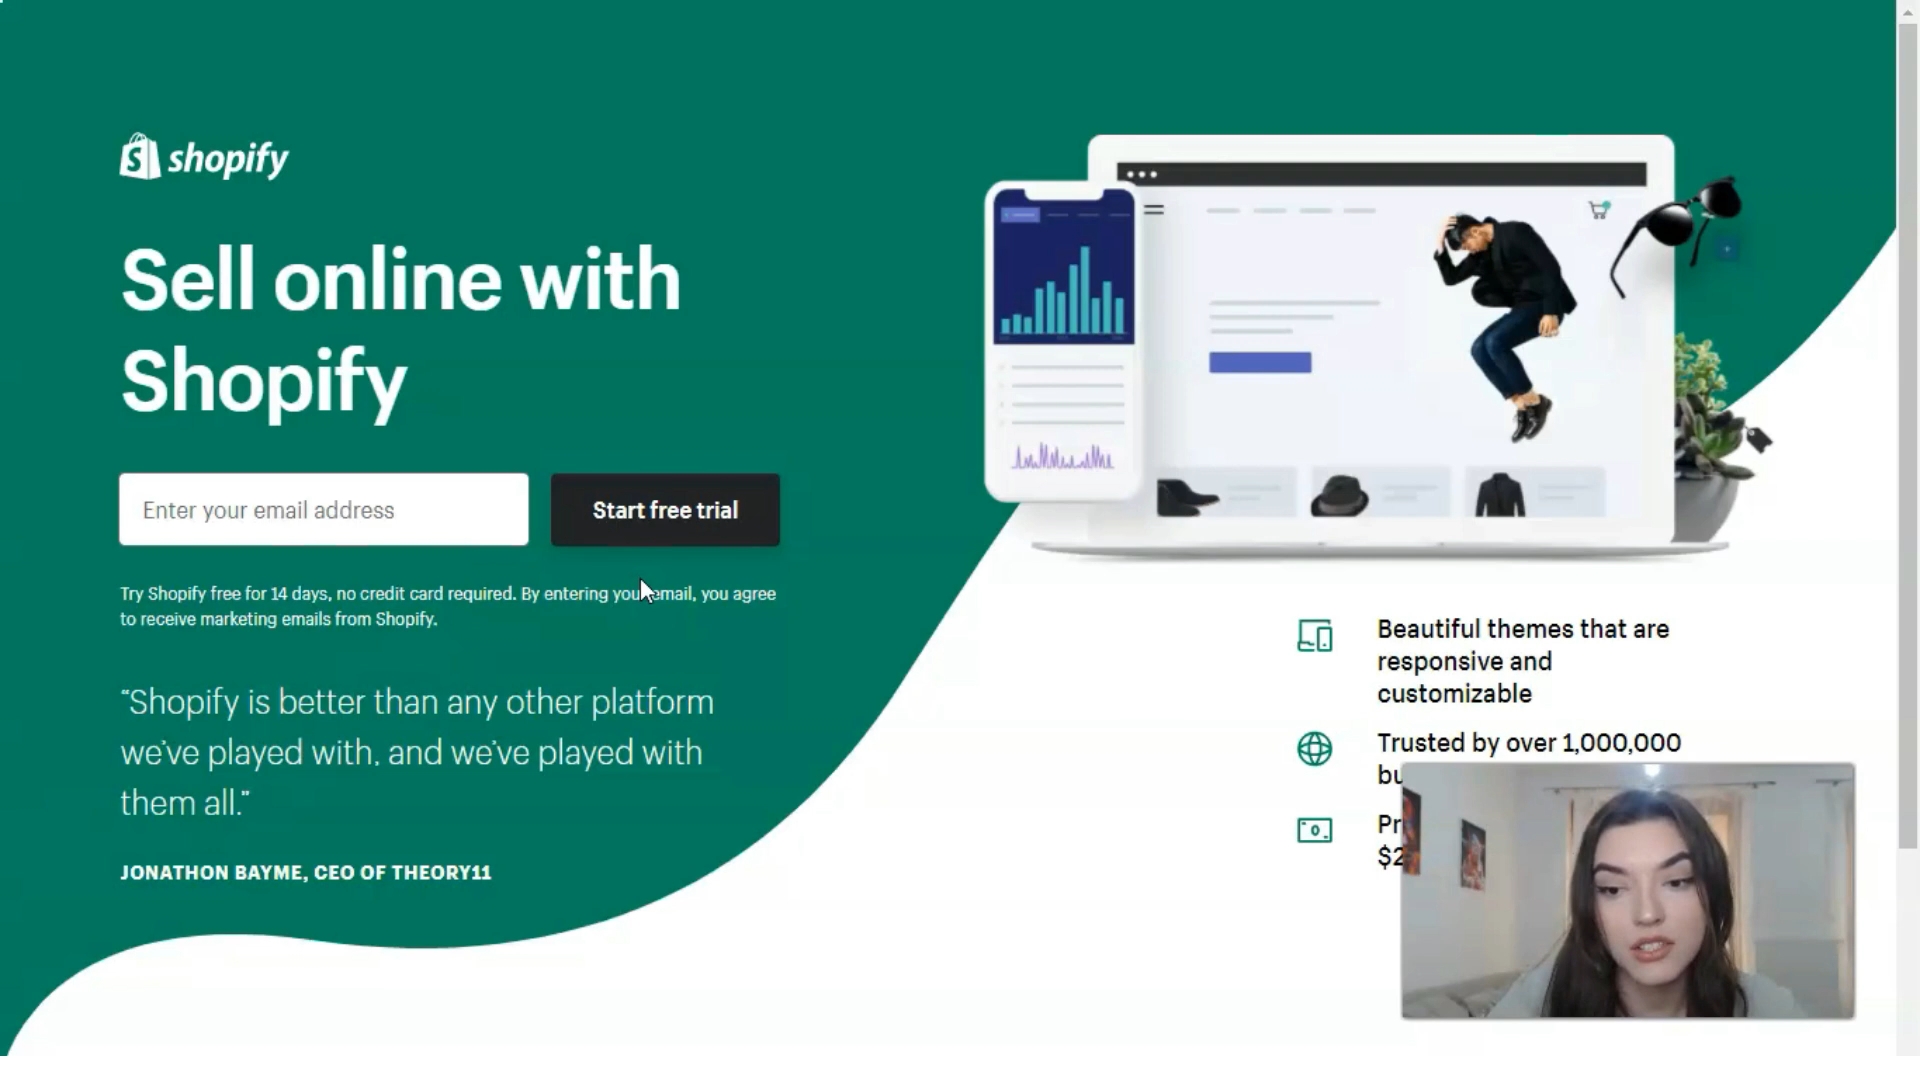 shopify
Sell online with
Shopify
Enter your email address
Start free trial
Try Shopify free for 14 days, no credit card required. By entering your email, you agree
to receive marketing emails from Shopify.
“Shopify is better than any other platform
we’ve played with, and we’ve played with
them all.”
JONATHON BAYME, CEO OF THEORY11
Beautiful themes that are
responsive and
customizable
Trusted by over 1,000,000